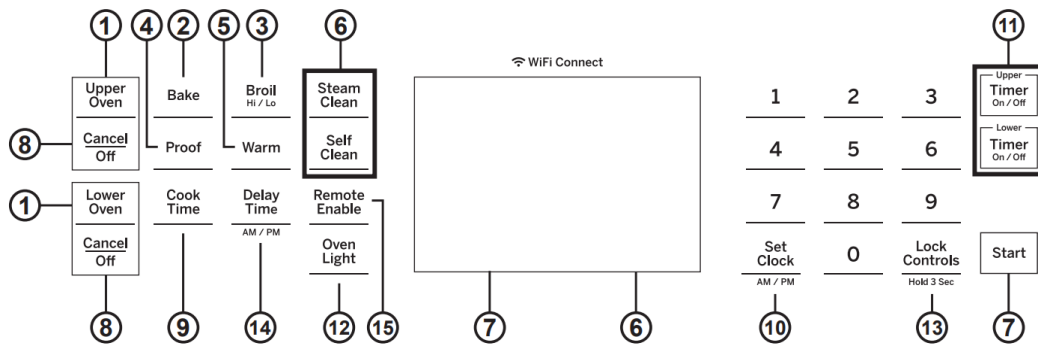 1
4
2
5
3
6
11
WiFi Connect
Upper
Oven
Cancel
Off
8
Bake
Broil
Hi / Lo
Steam
Clean
Proof
Warm
Self
Clean
1
Lower
Oven
Cancel
Off
Cook
Time
Delay
Time
AM / PM
Remote
Enable
Oven
Light
8
9
14
12
15
7
6
1
2
3
4
5
6
7
8
9
Set
Clock
AM / PM
0
Lock
Controls
Hold 3 Sec
Upper
Timer
On / Off
Lower
Timer
On / Off
Start
10
13
7